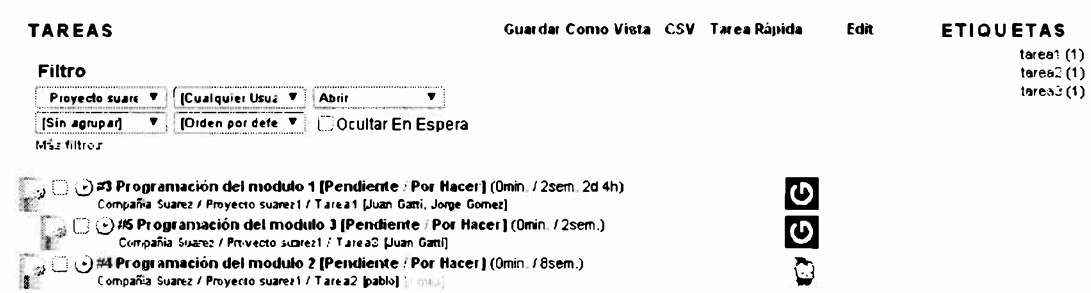 TAREAS
Guardar Como Vista CSV Tarea Rápida Edit
ETIQUETAS
tarea1 (1)
tarea2 (1)
tarea3 (1)
Filtro
Proyecto suare [Cualquier Usua Abrir
[Sin agrupar] [Orden por defe Ocultar En Espera
Más filtros
#3 Programación del modulo 1 [Pendiente / Por Hacer] (0min. / 2sem. 2d 4h)
Compañia Suarez / Proyecto suarez1 / Tarea1 [Juan Gatti, Jorge Gomez]
#5 Programación del modulo 3 [Pendiente / Por Hacer] (0min. / 2sem.)
Compañia Suarez / Proyecto suarez1 / Tarea3 [Juan Gatti]
#4 Programación del modulo 2 [Pendiente / Por Hacer] (0min. / 8sem.)
Compañia Suarez / Proyecto suarez1 / Tarea2 [pablo]